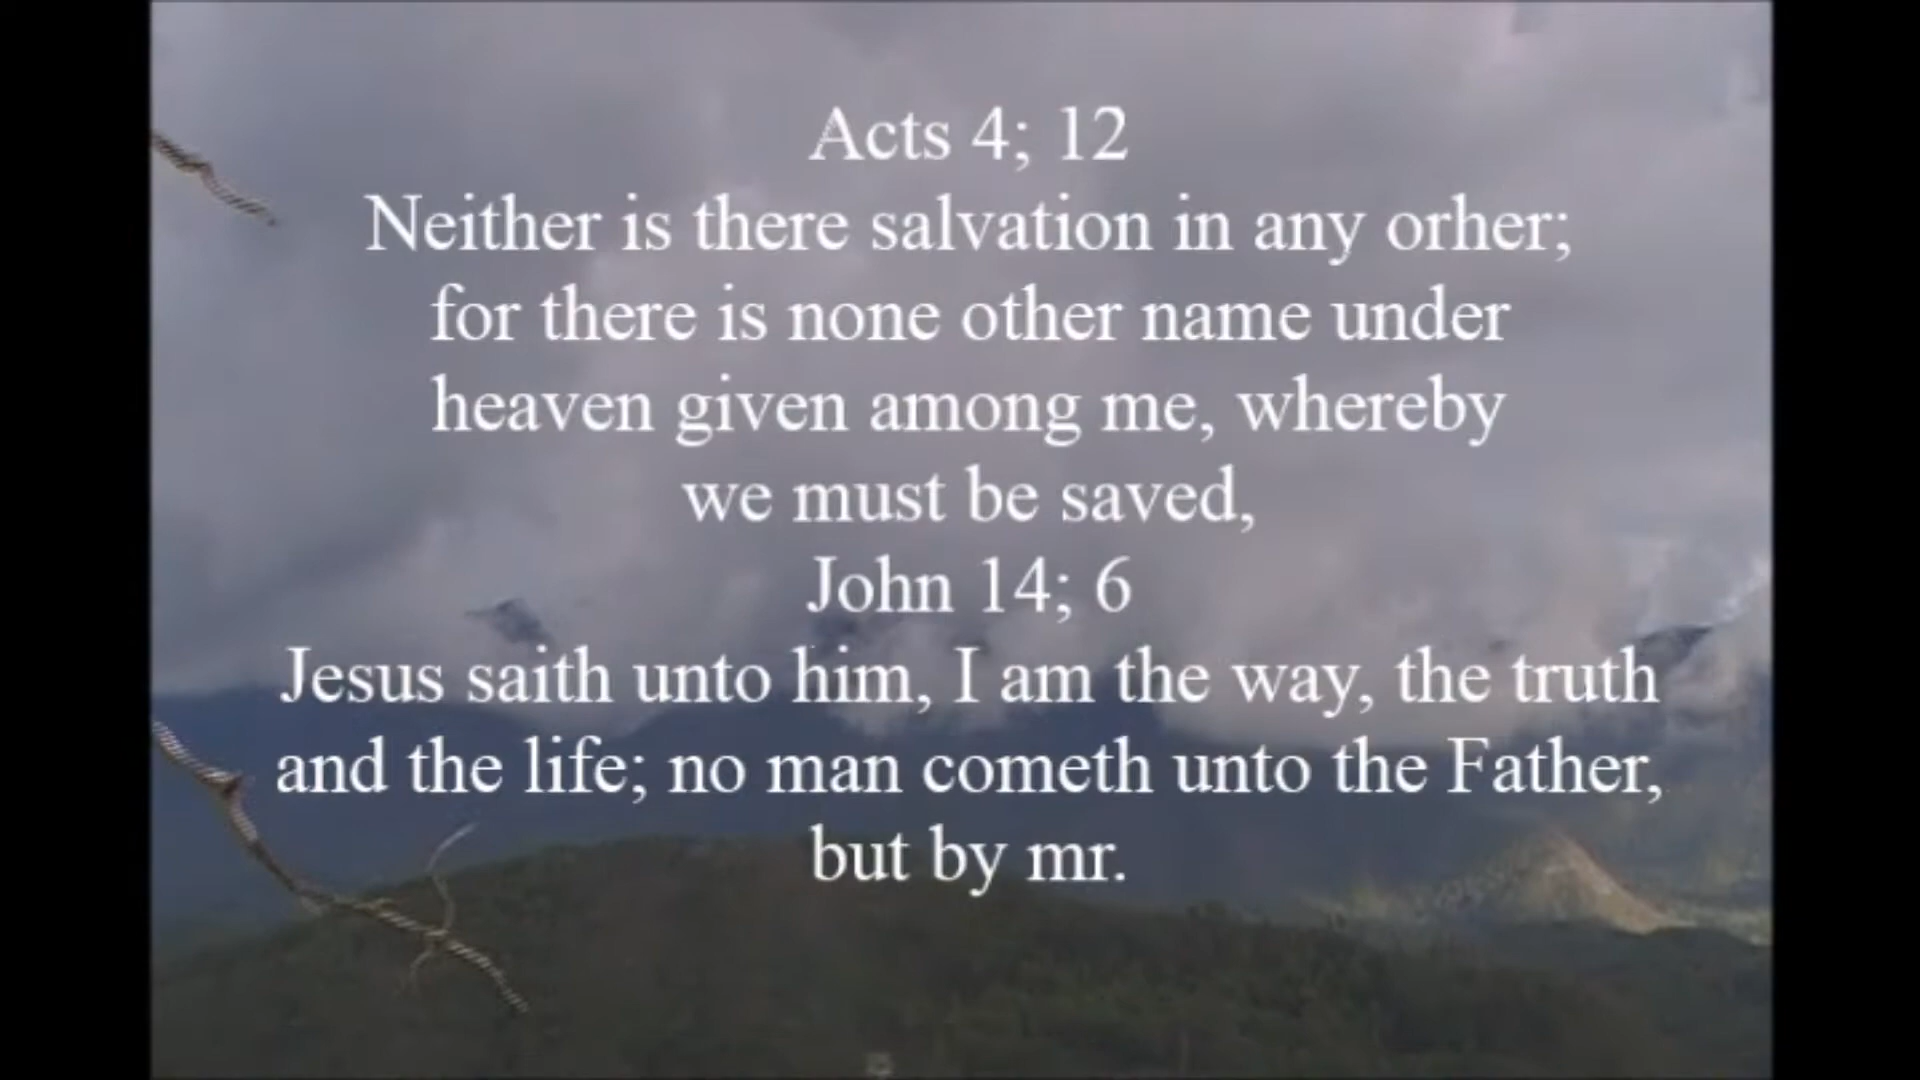 Acts 4; 12
Neither is there salvation in any orher;
for there is none other name under
heaven given among me, whereby
we must be saved,
John 14; 6
Jesus saith unto him, I am the way, the truth
and the life; no man cometh unto the Father,
but by mr.